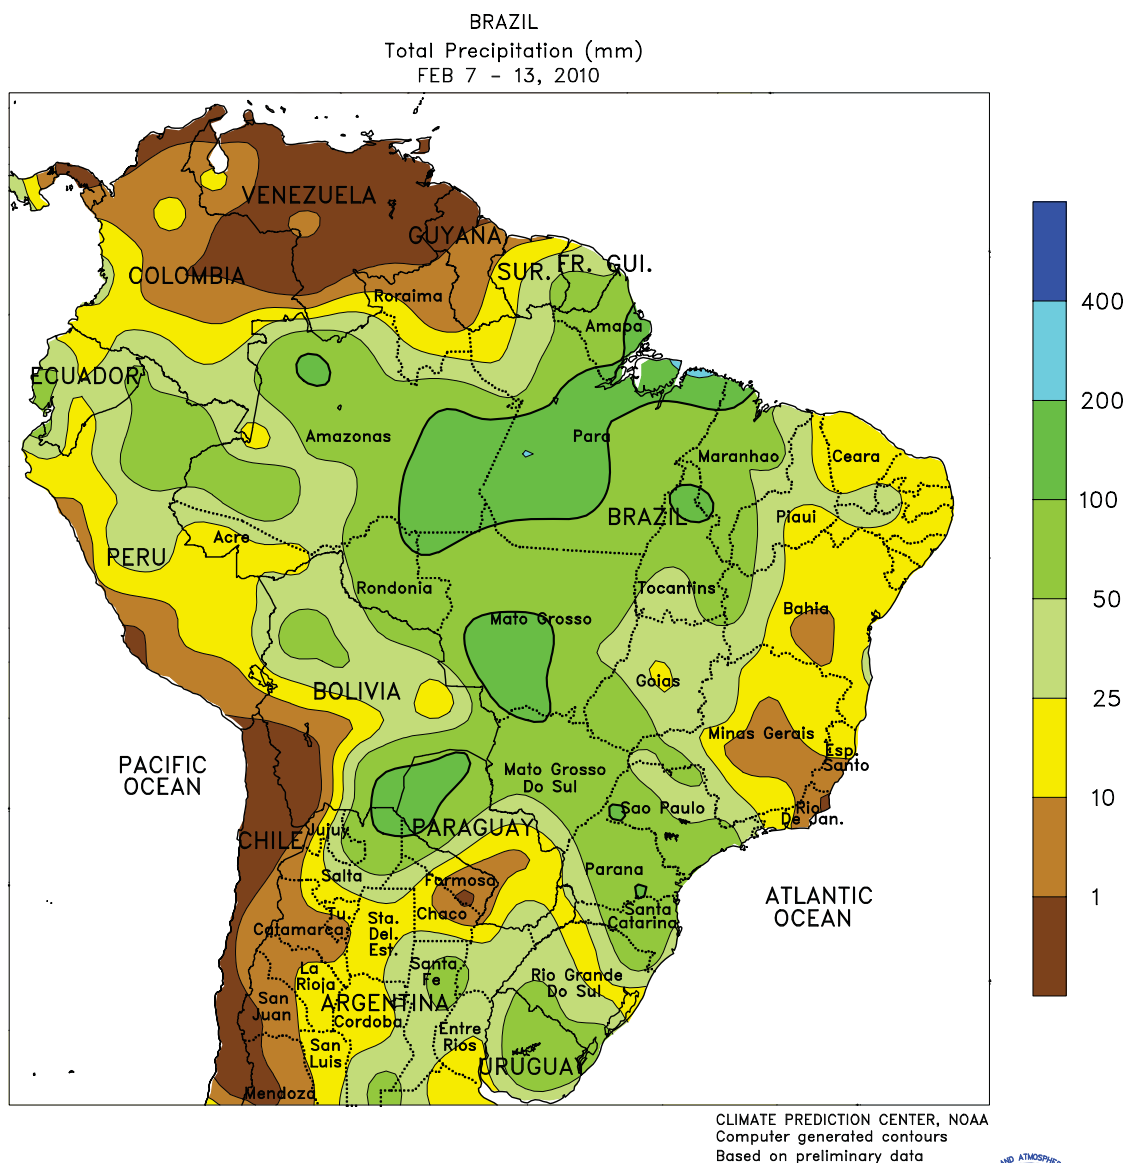 BRAZIL
Total Precipitation (mm)
FEB 7 - 13, 2010
VENEZUELA
GUYANA
COLOMBIA
SUR.
FR. GUI.
Roraima
Amapa
ECUADOR
Amazonas
Para
Maranhao
Ceara
BRAZIL
Piaui
Acre
PERU
Rondonia
Tocantins
Mato Grosso
Bahia
Goias
BOLIVIA
Minas Gerais
Esp.
Santo
PACIFIC
OCEAN
Mato Grosso
Do Sul
Sao Paulo
Rio
De Jan.
CHILE
Jujuy
PARAGUAY
Parana
Salta
Formosa
ATLANTIC
OCEAN
Tu.
Catamarca
Sta.
Del.
Est.
Chaco
Santa
Catarina
La
Rioja
Santa
Fe
Rio Grande
Do Sul
San
Juan
ARGENTINA
Cordoba
Entre
Rios
San
Luis
URUGUAY
Mendoza
400
200
100
50
25
10
1
CLIMATE PREDICTION CENTER, NOAA
Computer generated contours
Based on preliminary data